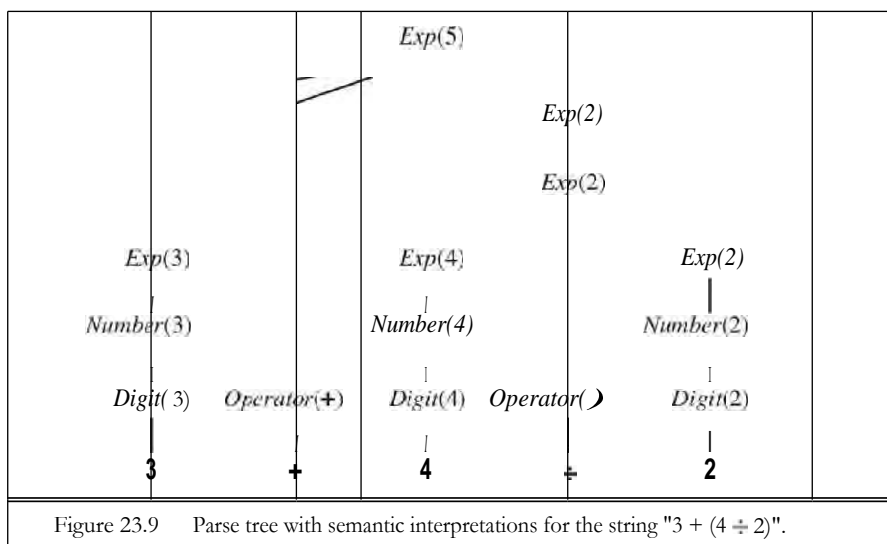 Exp(5)
Exp(2)
Exp(2)
Exp(3) Exp(4) Exp(2)
Number(3) Number(4) Number(2)
Digit( 3) Operator(+) Digit(4) Operator( ) Digit(2)
3 + 4 ÷ 2
Figure 23.9 Parse tree with semantic interpretations for the string "3 + (4 ÷ 2)".